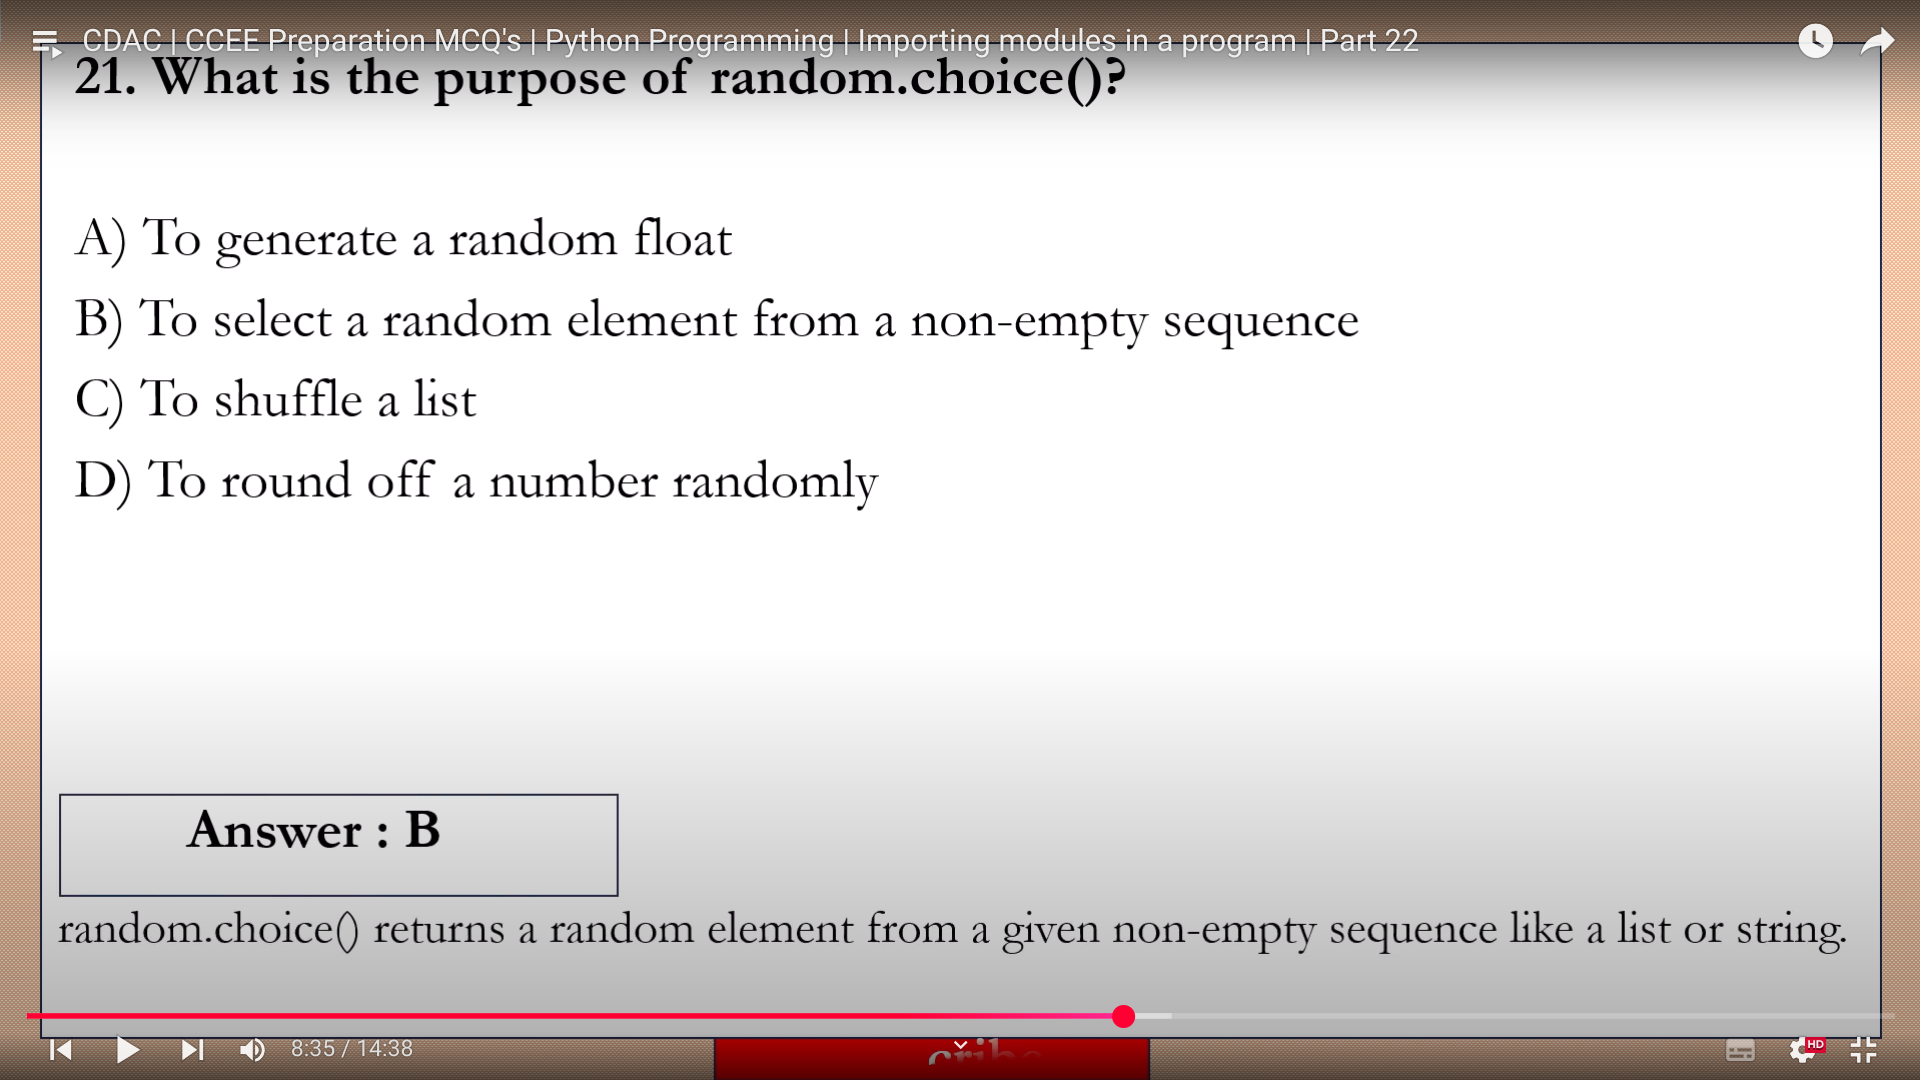 CDAC | CCEE Preparation MCQ's | Python Programming | Importing modules in a program | Part 22
21. What is the purpose of random.choice()?
A) To generate a random float
B) To select a random element from a non-empty sequence
C) To shuffle a list
D) To round off a number randomly
Answer : B
random.choice() returns a random element from a given non-empty sequence like a list or string.
8:35 / 14:38
HD